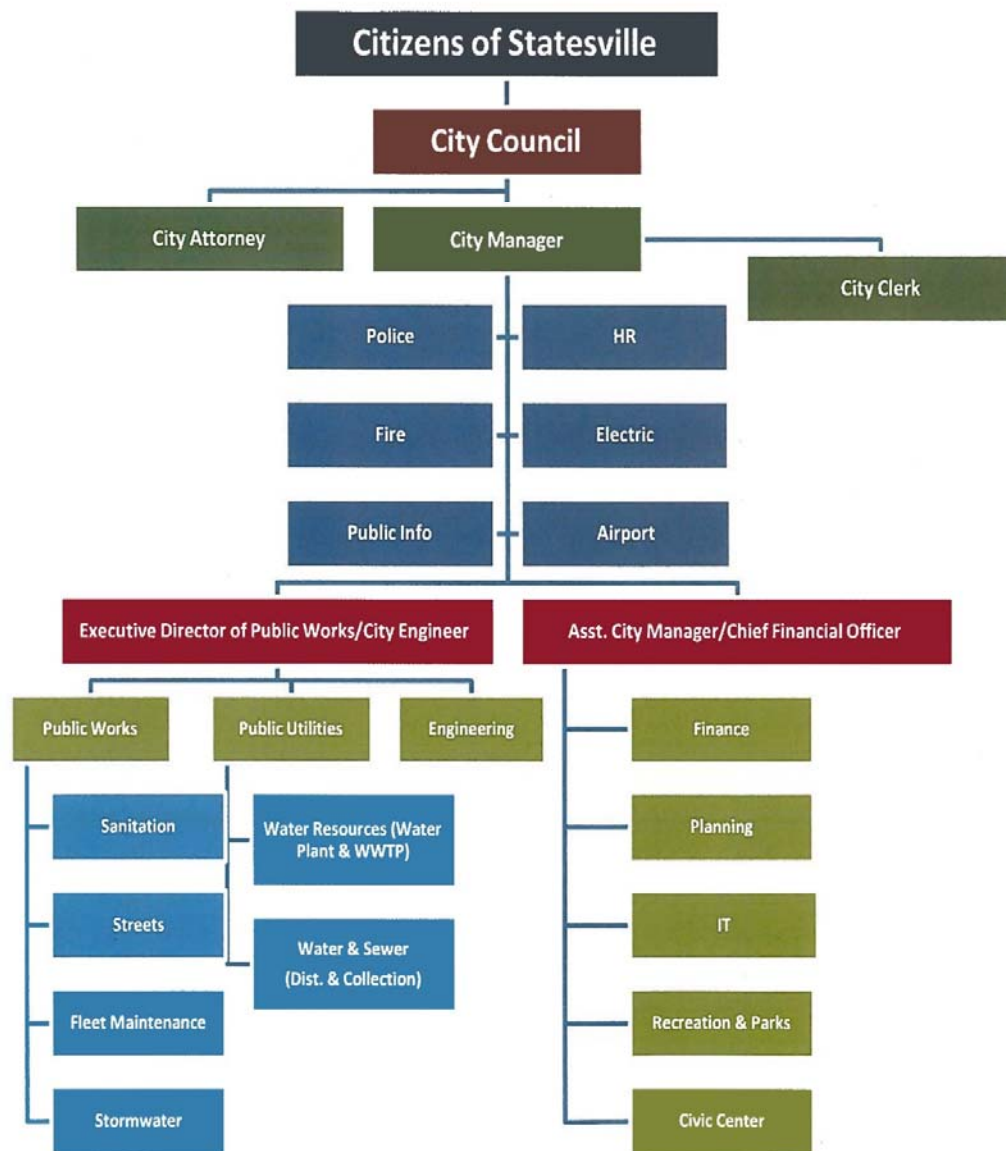 Citizens of Statesville
City Council
City Attorney
City Manager
City Clerk
Police
HR
Fire
Electric
Public Info
Airport
Executive Director of Public Works/City Engineer
Asst. City Manager/Chief Financial Officer
Public Works
Public Utilities
Engineering
Sanitation
Streets
Fleet Maintenance
Stormwater
Water Resources (Water
Plant & WWTP)
Water & Sewer
(Dist. & Collection)
Finance
Planning
IT
Recreation & Parks
Civic Center